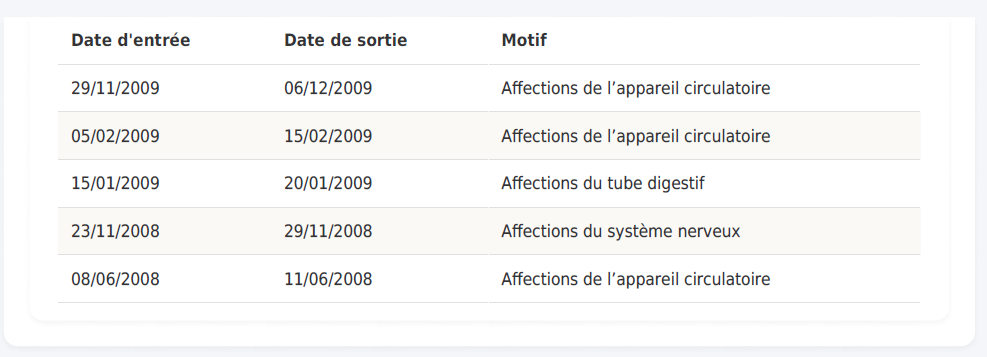 Date d'entrée Date de sortie Motif
29/11/2009 06/12/2009 Affections de l’appareil circulatoire
05/02/2009 15/02/2009 Affections de l’appareil circulatoire
15/01/2009 20/01/2009 Affections du tube digestif
23/11/2008 29/11/2008 Affections du système nerveux
08/06/2008 11/06/2008 Affections de l’appareil circulatoire